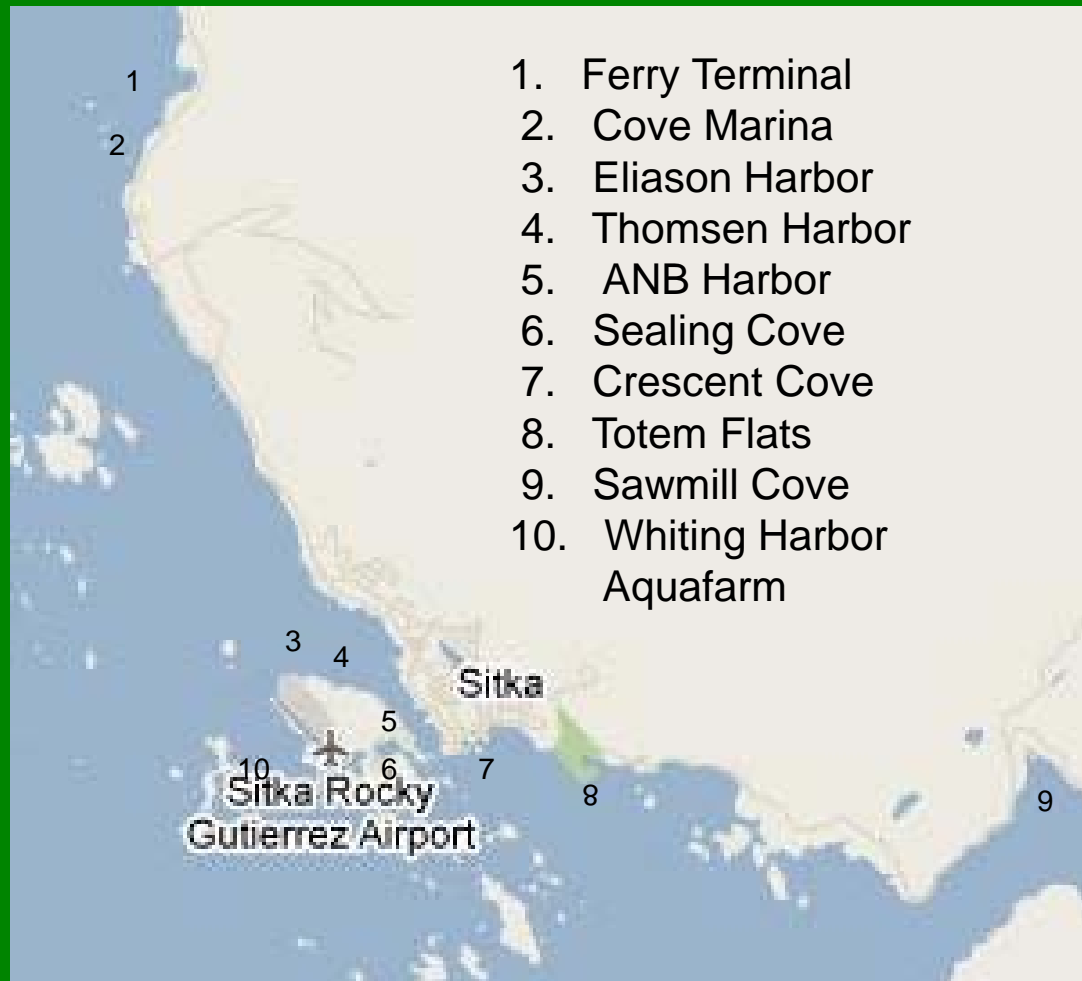 1. Ferry Terminal
2. Cove Marina
3. Eliason Harbor
4. Thomsen Harbor
5. ANB Harbor
6. Sealing Cove
7. Crescent Cove
8. Totem Flats
9. Sawmill Cove
10. Whiting Harbor
Aquafarm
1
2
3
4
Sitka
5
10
6
7
Sitka Rocky
Gutierrez Airport
8
9